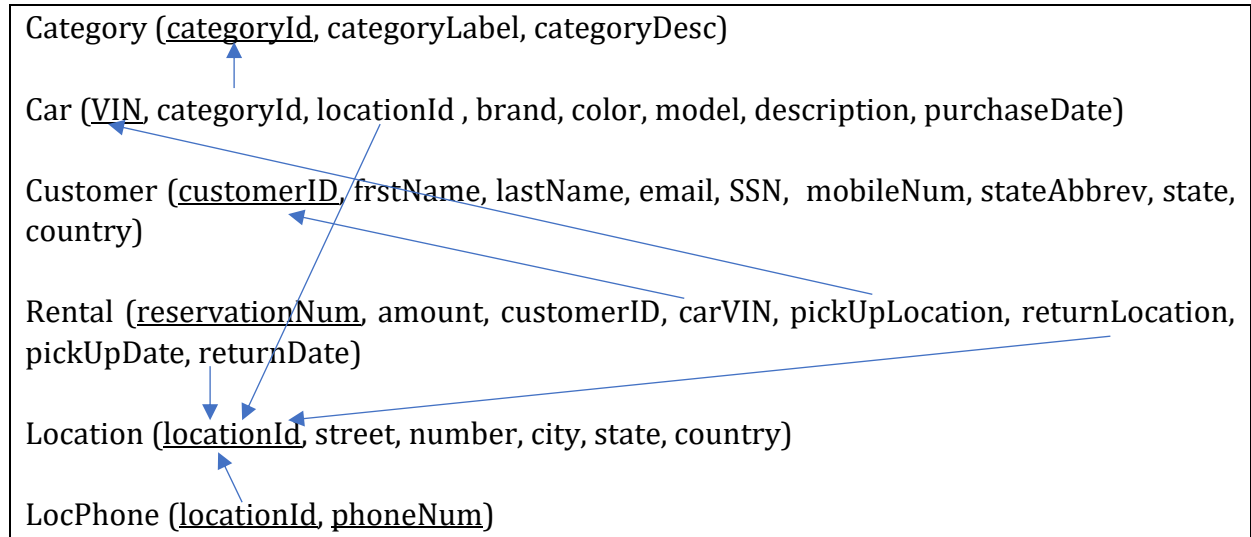 Category (categoryId, categoryLabel, categoryDesc)
Car (VIN, categoryId, locationId , brand, color, model, description, purchaseDate)
Customer (customerID, frstName, lastName, email, SSN, mobileNum, stateAbbrev, state,
country)
Rental (reservationNum, amount, customerID, carVIN, pickUpLocation, returnLocation,
pickUpDate, returnDate)
Location (locationId, street, number, city, state, country)
LocPhone (locationId, phoneNum)